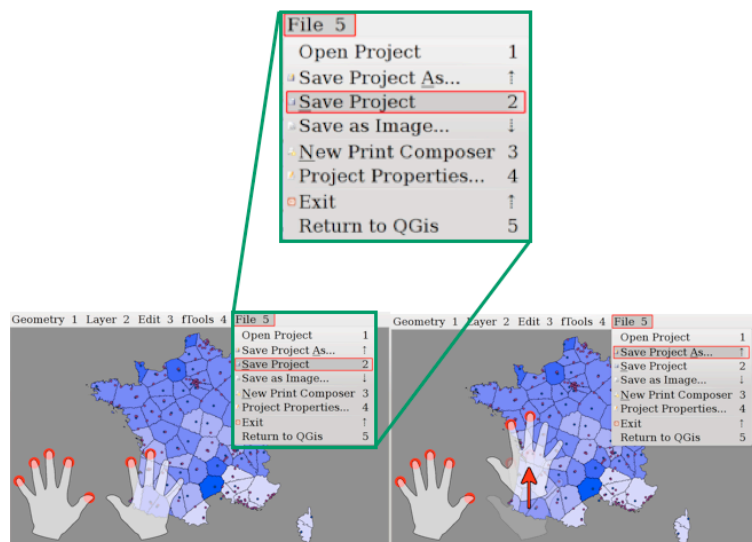 File 5
Open Project 1
Save Project As... ↑
Save Project 2
Save as Image... ↓
New Print Composer 3
Project Properties... 4
Exit ↑
Return to QGis 5
Geometry 1 Layer 2 Edit 3 fTools 4 File 5
Open Project 1
Save Project As... ↑
Save Project 2
Save as Image... ↓
New Print Composer 3
Project Properties... 4
Exit ↑
Return to QGis 5
Geometry 1 Layer 2 Edit 3 fTools 4 File 5
Open Project 1
Save Project As... ↑
Save Project 2
Save as Image... ↓
New Print Composer 3
Project Properties... 4
Exit ↑
Return to QGis 5